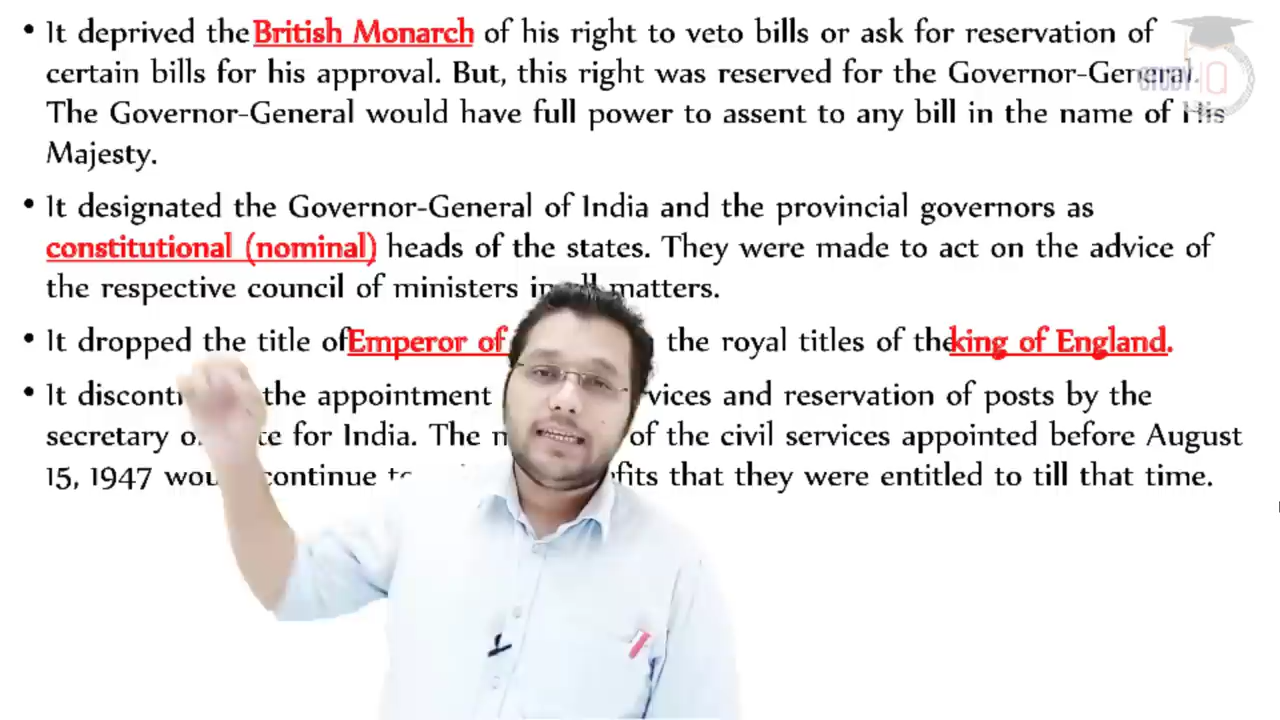 • It deprived the British Monarch of his right to veto bills or ask for reservation of
certain bills for his approval. But, this right was reserved for the Governor-General.
The Governor-General would have full power to assent to any bill in the name of His
Majesty.
• It designated the Governor-General of India and the provincial governors as
constitutional (nominal) heads of the states. They were made to act on the advice of
the respective council of ministers in all matters.
• It dropped the title of Emperor of the royal titles of the king of England.
• It the appointment and reservation of posts by the
secretary for India. The of the civil services appointed before August
15, 1947 continue that they were entitled to till that time.
STUDY IQ